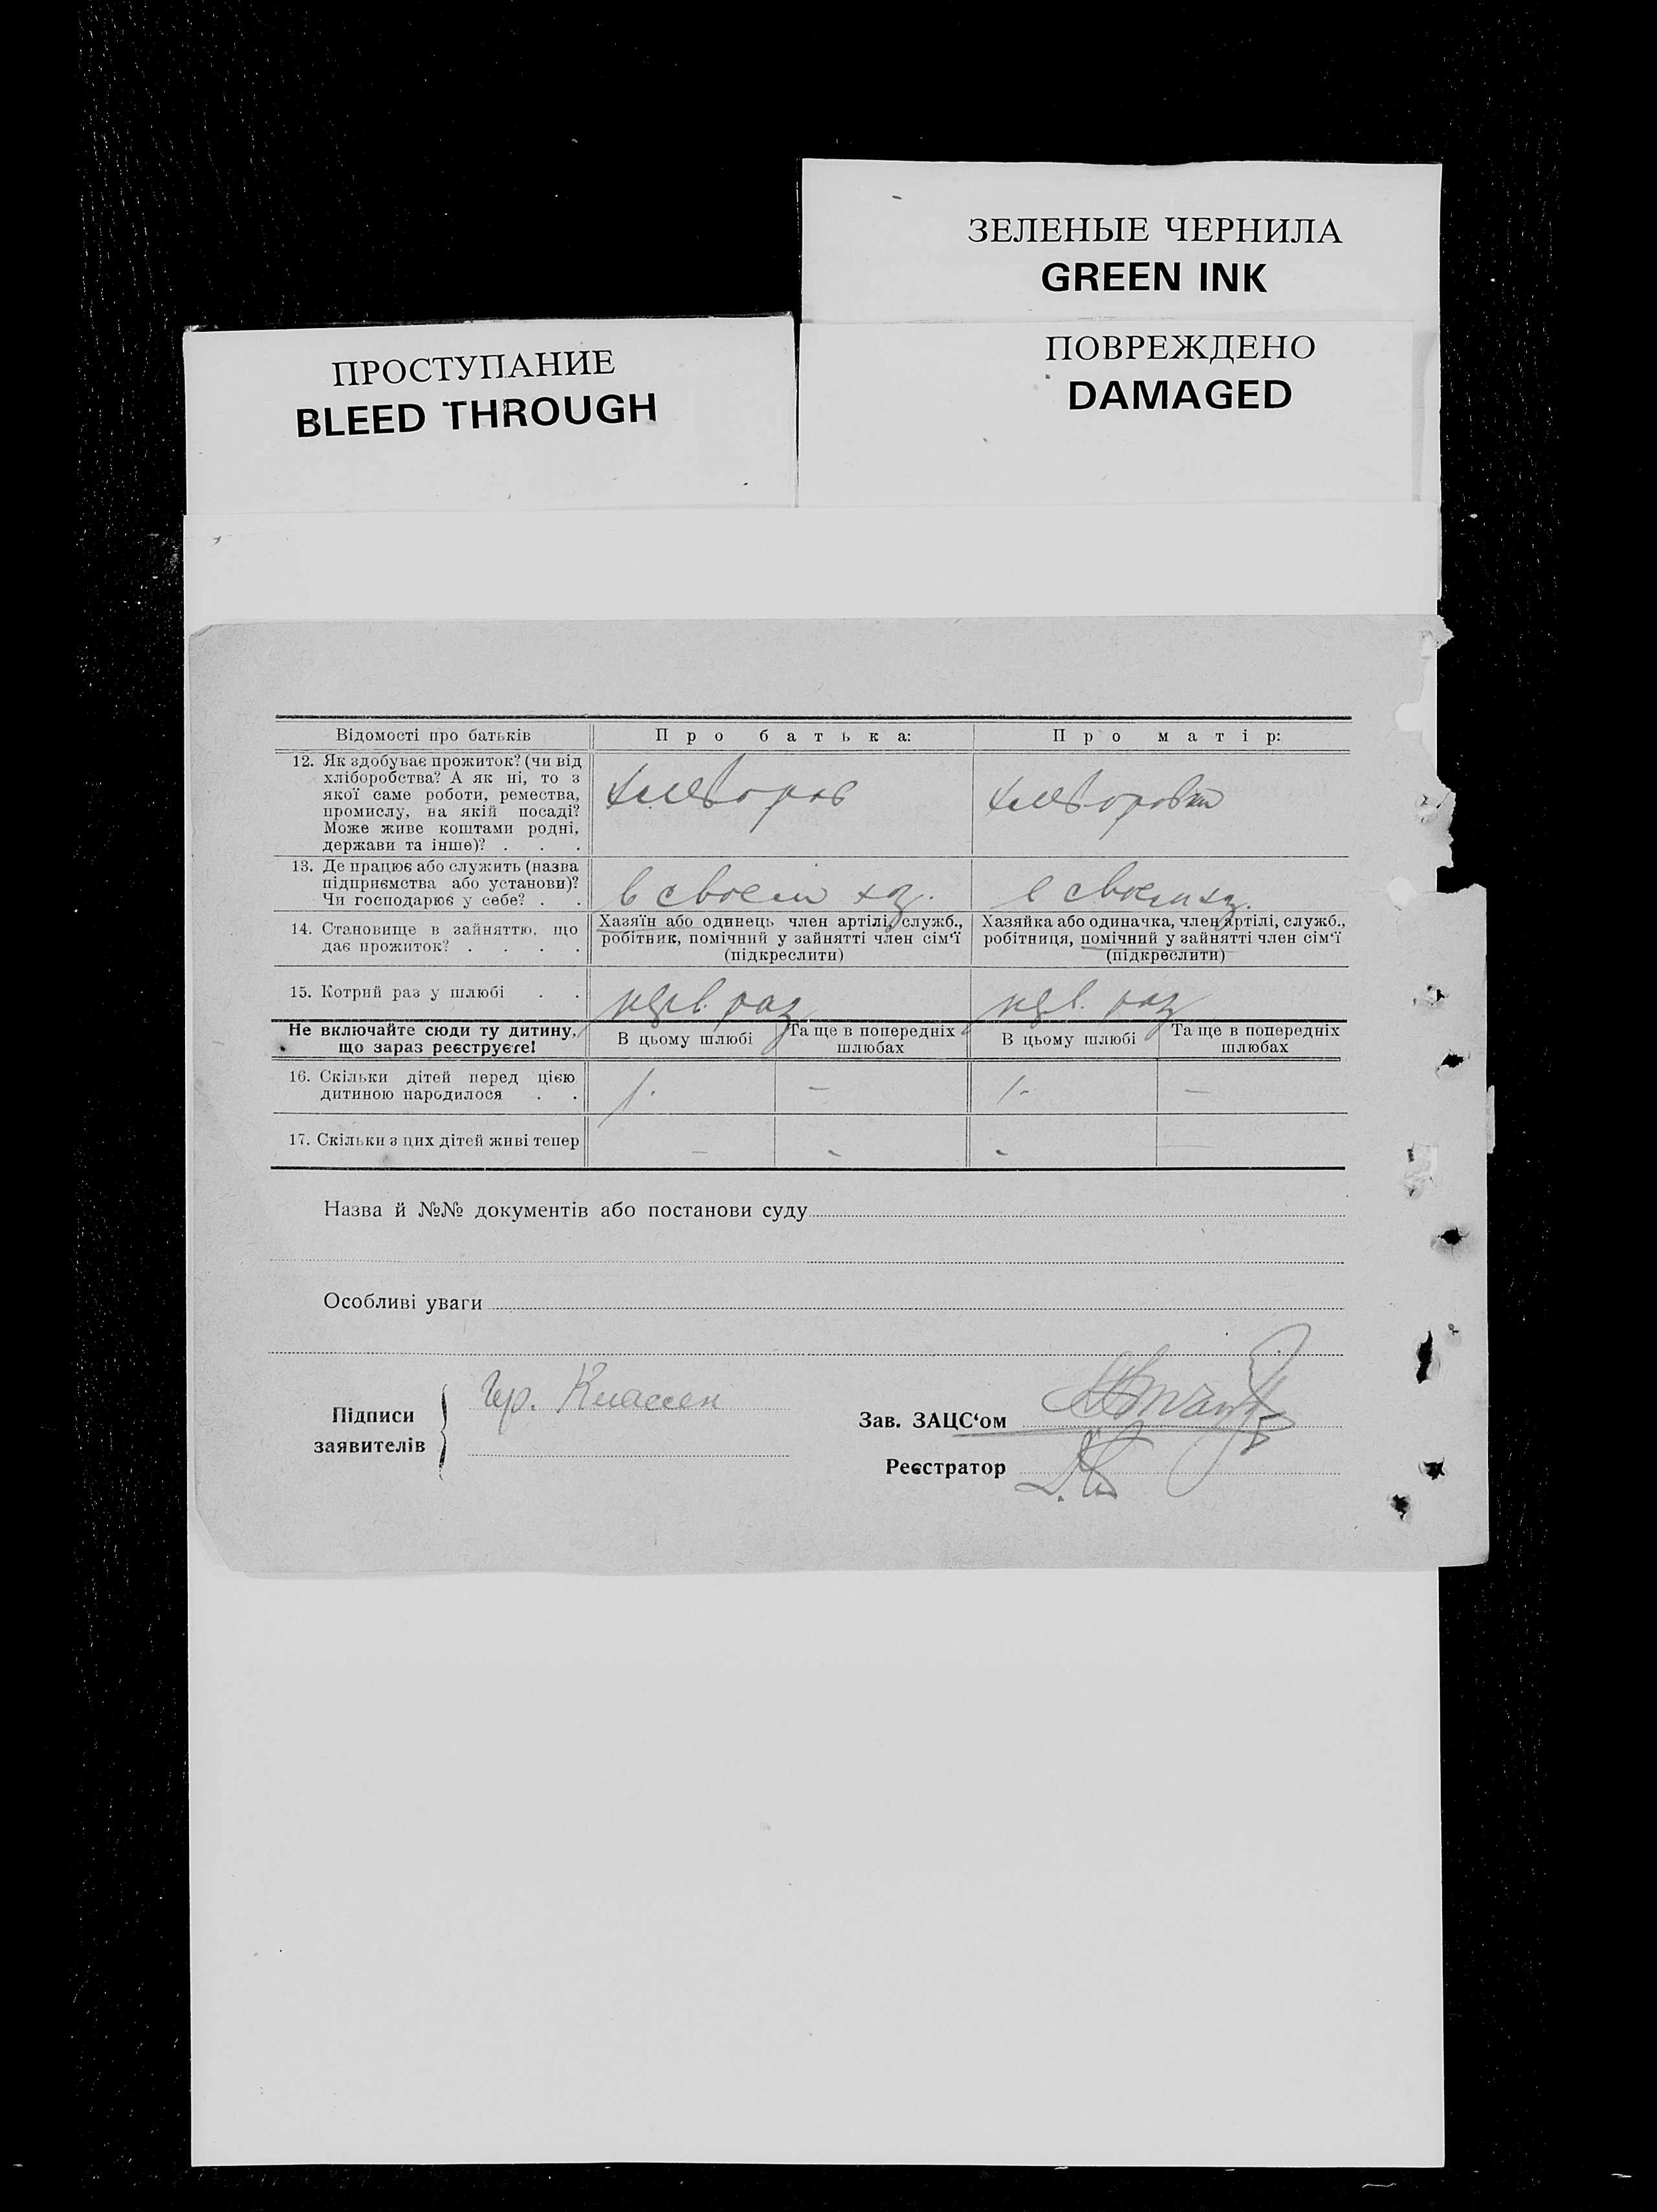 ЗЕЛЕНЫЕ ЧЕРНИЛА
GREEN INK
ПРОСТУПАНИЕ
BLEED THROUGH
ПОВРЕЖДЕНО
DAMAGED
Відомості про батьків
Про батька:
Про матір:
12. Як здобуває прожиток? (чи від
хліборобства? А як ні, то з
якої саме роботи, ремества,
промислу, на якій посаді?
Може живе коштами родні,
держави та інше)? . . .
хлебороб
13. Де працює або служить (назва
підприємства або установи)?
Чи господарює у себе? . .
в своем хоз.
в своем хоз.
14. Становище в зайняттю, що
дає прожиток? . . . .
Хазяїн або одинець член артілі, служб.,
робітник, помічний у зайнятті член сім'ї
(підкреслити)
Хазяйка або одиначка, член артілі, служб.,
робітниця, помічний у зайнятті член сім'ї
(підкреслити)
15. Котрий раз у шлюбі . .
перв. раз
перв. раз
Не включайте сюди ту дитину,
що зараз реєструєте!
В цьому шлюбі
Та ще в попередніх
шлюбах
В цьому шлюбі
Та ще в попередніх
шлюбах
16. Скільки дітей перед цією
дитиною народилося . .
1.
–
1-
–
17. Скільки з цих дітей живі тепер
–
-
-
Назва й №№ документів або постанови суду
Особливі уваги
Підписи
заявителів
гр. Классен
Зав. ЗАЦС'ом
Реєстратор